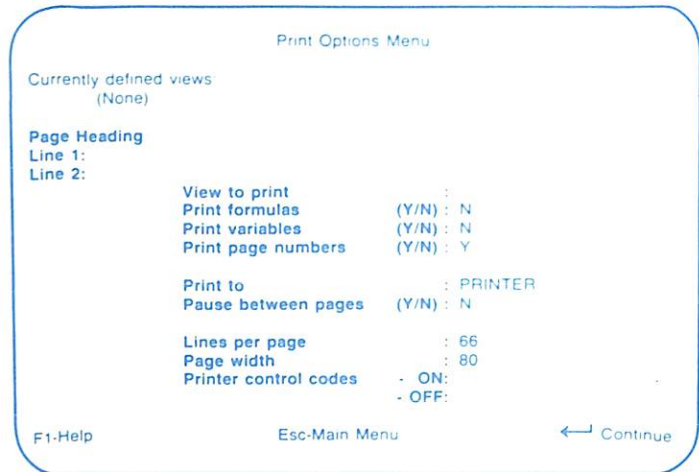 Print Options Menu
Currently defined views
(None)
Page Heading
Line 1:
Line 2:
View to print :
Print formulas (Y/N) : N
Print variables (Y/N) : N
Print page numbers (Y/N) : Y
Print to : PRINTER
Pause between pages (Y/N) : N
Lines per page : 66
Page width : 80
Printer control codes - ON:
- OFF:
F1-Help Esc-Main Menu ← Continue